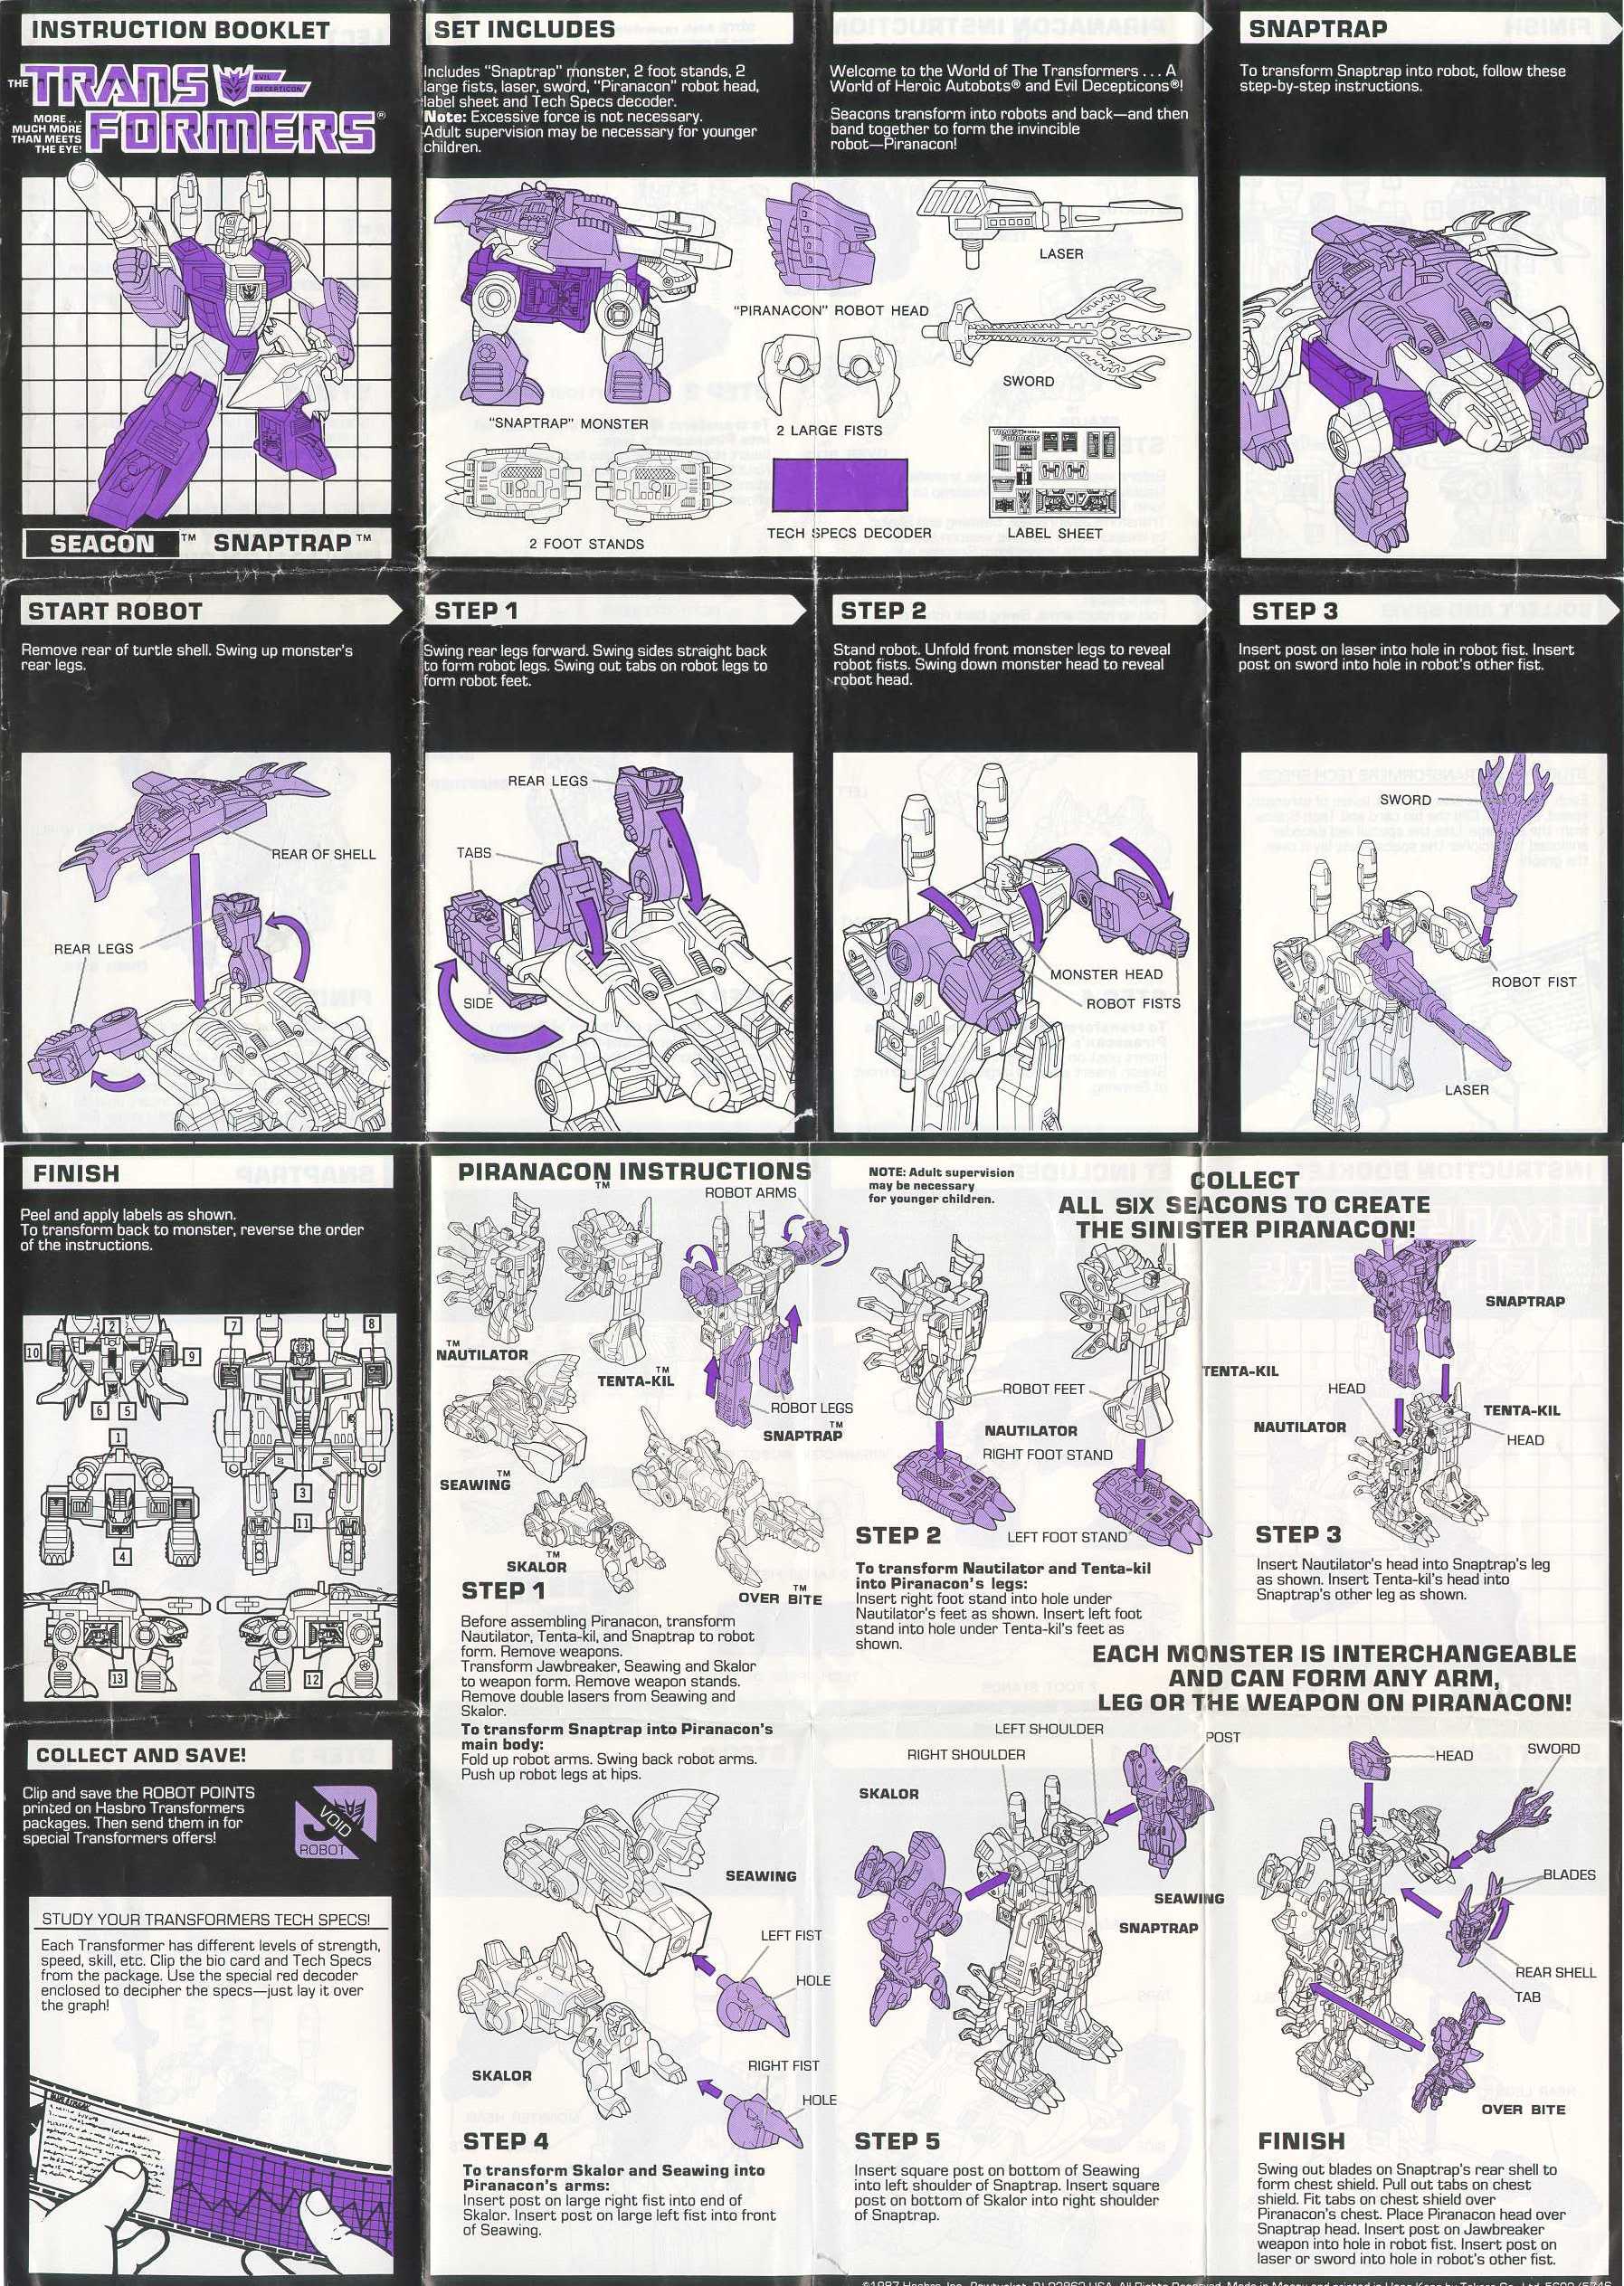 INSTRUCTION BOOKLET
THE TRANSFORMERS®
EVIL
DECEPTICON
MORE...
MUCH MORE
THAN MEETS
THE EYE!
SEACON™ SNAPTRAP™
SET INCLUDES
Includes "Snaptrap" monster, 2 foot stands, 2
large fists, laser, sword, "Piranacon" robot head,
label sheet and Tech Specs decoder.
Note: Excessive force is not necessary.
Adult supervision may be necessary for younger
children.
Welcome to the World of The Transformers . . . A
World of Heroic Autobots® and Evil Decepticons®!
Seacons transform into robots and back—and then
band together to form the invincible
robot—Piranacon!
"SNAPTRAP" MONSTER
"PIRANACON" ROBOT HEAD
LASER
SWORD
2 LARGE FISTS
2 FOOT STANDS
TECH SPECS DECODER
LABEL SHEET
SNAPTRAP
To transform Snaptrap into robot, follow these
step-by-step instructions.
START ROBOT
Remove rear of turtle shell. Swing up monster's
rear legs.
REAR OF SHELL
REAR LEGS
STEP 1
Swing rear legs forward. Swing sides straight back
to form robot legs. Swing out tabs on robot legs to
form robot feet.
REAR LEGS
TABS
SIDE
STEP 2
Stand robot. Unfold front monster legs to reveal
robot fists. Swing down monster head to reveal
robot head.
MONSTER HEAD
ROBOT FISTS
STEP 3
Insert post on laser into hole in robot fist. Insert
post on sword into hole in robot's other fist.
SWORD
ROBOT FIST
LASER
FINISH
Peel and apply labels as shown.
To transform back to monster, reverse the order
of the instructions.
2
7
8
10
9
6
5
1
3
11
4
13
12
COLLECT AND SAVE!
Clip and save the ROBOT POINTS
printed on Hasbro Transformers
packages. Then send them in for
special Transformers offers!
VOID
ROBOT
STUDY YOUR TRANSFORMERS TECH SPECS!
Each Transformer has different levels of strength,
speed, skill, etc. Clip the bio card and Tech Specs
from the package. Use the special red decoder
enclosed to decipher the specs—just lay it over
the graph!
PIRANACON INSTRUCTIONS
™
ROBOT ARMS
NOTE: Adult supervision
may be necessary
for younger children.
COLLECT
ALL SIX SEACONS TO CREATE
THE SINISTER PIRANACON!
™
NAUTILATOR
™
TENTA-KIL
ROBOT LEGS
™
SNAPTRAP
™
SEAWING
™
SKALOR
™
OVER BITE
STEP 1
Before assembling Piranacon, transform
Nautilator, Tenta-kil, and Snaptrap to robot
form. Remove weapons.
Transform Jawbreaker, Seawing and Skalor
to weapon form. Remove weapon stands.
Remove double lasers from Seawing and
Skalor.
To transform Snaptrap into Piranacon's
main body:
Fold up robot arms. Swing back robot arms.
Push up robot legs at hips.
TENTA-KIL
ROBOT FEET
NAUTILATOR
RIGHT FOOT STAND
LEFT FOOT STAND
STEP 2
To transform Nautilator and Tenta-kil
into Piranacon's legs:
Insert right foot stand into hole under
Nautilator's feet as shown. Insert left foot
stand into hole under Tenta-kil's feet as
shown.
SNAPTRAP
HEAD
NAUTILATOR
TENTA-KIL
HEAD
STEP 3
Insert Nautilator's head into Snaptrap's leg
as shown. Insert Tenta-kil's head into
Snaptrap's other leg as shown.
EACH MONSTER IS INTERCHANGEABLE
AND CAN FORM ANY ARM,
LEG OR THE WEAPON ON PIRANACON!
SEAWING
LEFT FIST
HOLE
SKALOR
RIGHT FIST
HOLE
STEP 4
To transform Skalor and Seawing into
Piranacon's arms:
Insert post on large right fist into end of
Skalor. Insert post on large left fist into front
of Seawing.
LEFT SHOULDER
POST
RIGHT SHOULDER
SKALOR
SEAWING
SNAPTRAP
STEP 5
Insert square post on bottom of Seawing
into left shoulder of Snaptrap. Insert square
post on bottom of Skalor into right shoulder
of Snaptrap.
HEAD
SWORD
BLADES
REAR SHELL
TAB
OVER BITE
FINISH
Swing out blades on Snaptrap's rear shell to
form chest shield. Pull out tabs on chest
shield. Fit tabs on chest shield over
Piranacon's chest. Place Piranacon head over
Snaptrap head. Insert post on Jawbreaker
weapon into hole in robot fist. Insert post on
laser or sword into hole in robot's other fist.